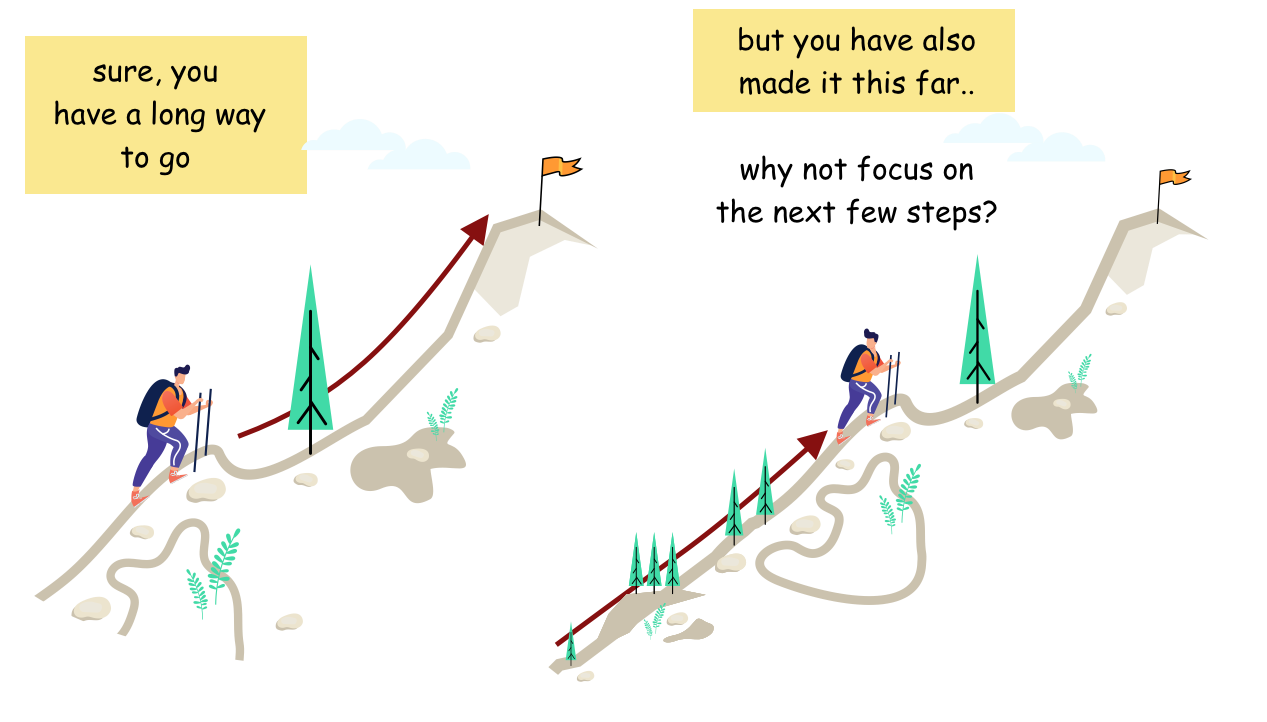 sure, you
have a long way
to go
but you have also
made it this far..
why not focus on
the next few steps?